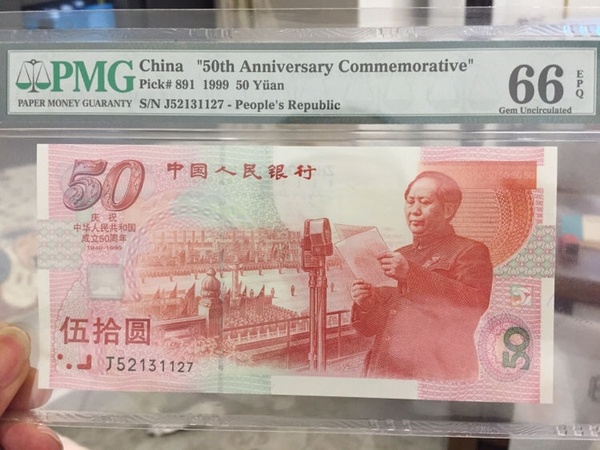 PMG
PAPER MONEY GUARANTY
China "50th Anniversary Commemorative"
Pick# 891 1999 50 Yüan
S/N J52131127 - People's Republic
66 EPQ
Gem Uncirculated
50
中国人民银行
庆祝
中华人民共和国
成立50周年
1949-1999
伍拾圆
J52131127
50